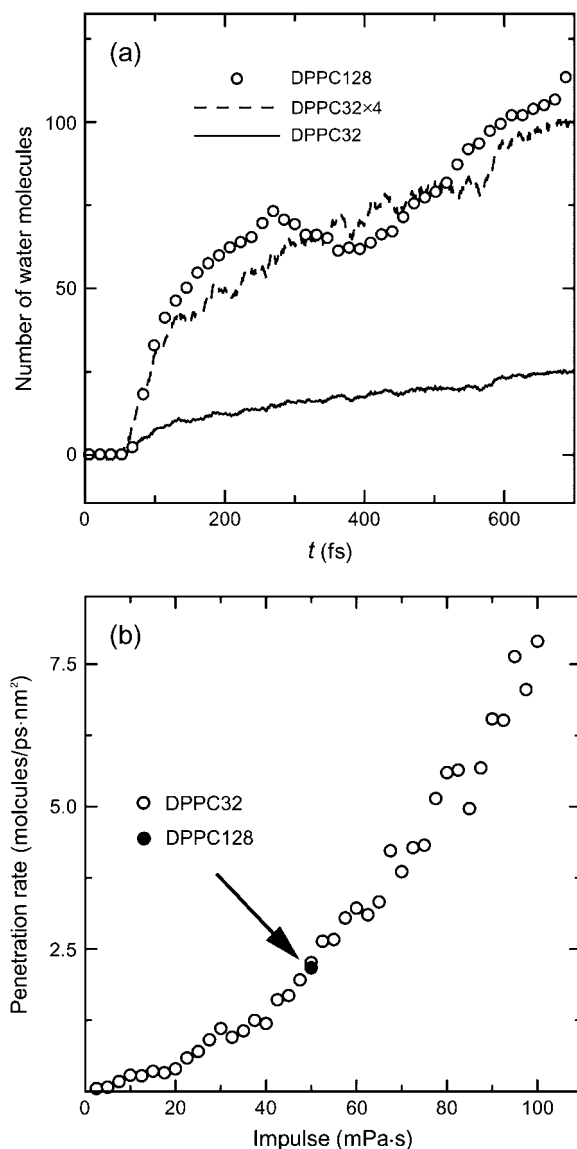 (a)
DPPC128
DPPC32×4
DPPC32
100
50
0
Number of water molecules
0
200
400
600
t (fs)
(b)
7.5
5.0
2.5
Penetration rate (molcules/ps·nm²)
DPPC32
DPPC128
0
20
40
60
80
100
Impulse (mPa·s)